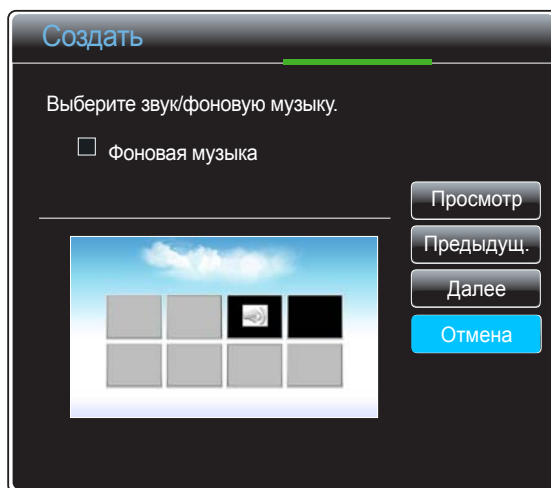 Создать
Выберите звук/фоновую музыку.
Фоновая музыка
Просмотр
Предыдущ.
Далее
Отмена